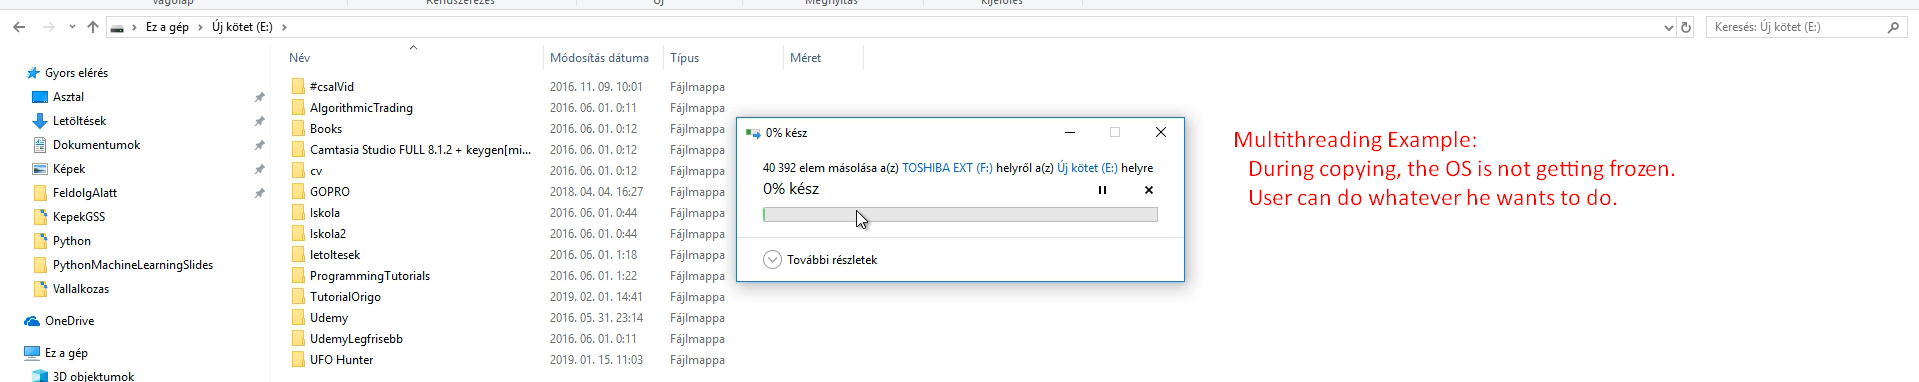 Vágólap Rendszerezés Új Megnyitás Kijelölés
Ez a gép > Új kötet (E:) >
Keresés: Új kötet (E:)
Név Módosítás dátuma Típus Méret
Gyors elérés
Asztal
Letöltések
Dokumentumok
Képek
FeldolgAlatt
KepekGSS
Python
PythonMachineLearningSlides
Vallalkozas
OneDrive
Ez a gép
3D objektumok
#csalVid 2016. 11. 09. 10:01 Fájlmappa
AlgorithmicTrading 2016. 06. 01. 0:11 Fájlmappa
Books 2016. 06. 01. 0:12 Fájlmappa
Camtasia Studio FULL 8.1.2 + keygen[mi... 2016. 06. 01. 0:12 Fájlmappa
cv 2016. 06. 01. 0:12 Fájlmappa
GOPRO 2018. 04. 04. 16:27 Fájlmappa
Iskola 2016. 06. 01. 0:44 Fájlmappa
Iskola2 2016. 06. 01. 0:44 Fájlmappa
letoltesek 2016. 06. 01. 1:18 Fájlmappa
ProgrammingTutorials 2016. 06. 01. 1:22 Fájlmappa
TutorialOrigo 2019. 02. 01. 14:41 Fájlmappa
Udemy 2016. 05. 31. 23:14 Fájlmappa
UdemyLegfrisebb 2016. 06. 01. 0:11 Fájlmappa
UFO Hunter 2019. 01. 15. 11:03 Fájlmappa
0% kész
40 392 elem másolása a(z) TOSHIBA EXT (F:) helyről a(z) Új kötet (E:) helyre
0% kész
További részletek
Multithreading Example:
During copying, the OS is not getting frozen.
User can do whatever he wants to do.